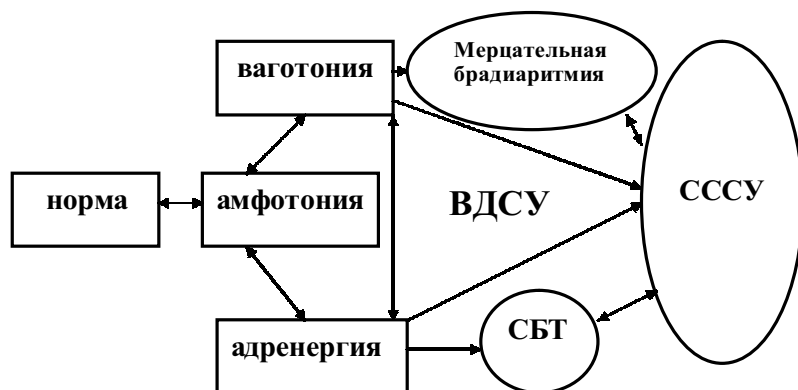 ваготония
Мерцательная
брадиаритмия
норма
амфотония
ВДСУ
СССУ
адренергия
СБТ